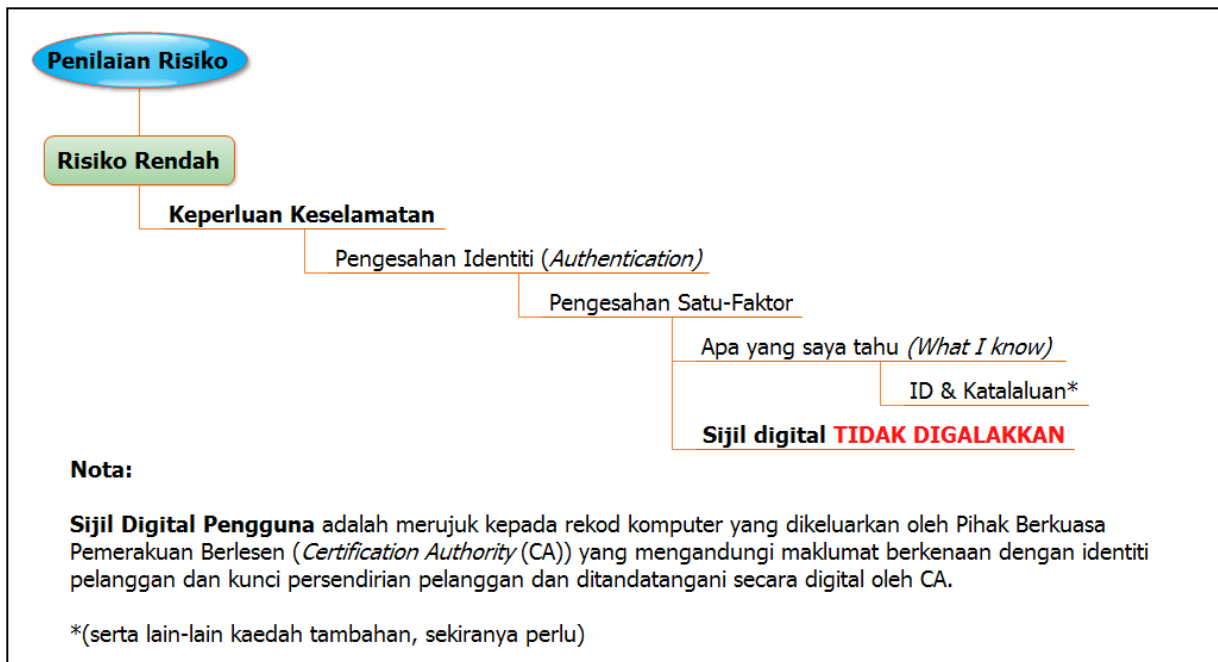 Penilaian Risiko
Risiko Rendah
Keperluan Keselamatan
Pengesahan Identiti (Authentication)
Pengesahan Satu-Faktor
Apa yang saya tahu (What I know)
ID & Katalaluan*
Sijil digital TIDAK DIGALAKKAN
Nota:
Sijil Digital Pengguna adalah merujuk kepada rekod komputer yang dikeluarkan oleh Pihak Berkuasa
Pemerakuan Berlesen (Certification Authority (CA)) yang mengandungi maklumat berkenaan dengan identiti
pelanggan dan kunci persendirian pelanggan dan ditandatangani secara digital oleh CA.
*(serta lain-lain kaedah tambahan, sekiranya perlu)